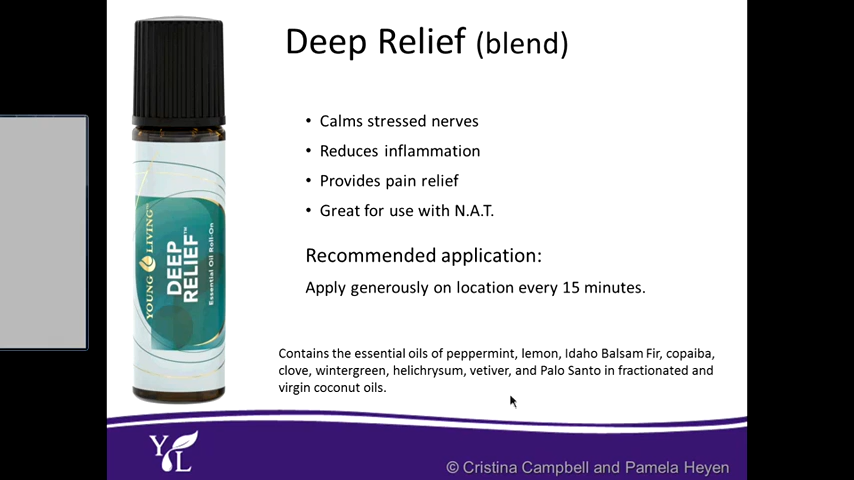 Deep Relief (blend)
• Calms stressed nerves
• Reduces inflammation
• Provides pain relief
• Great for use with N.A.T.
Recommended application:
Apply generously on location every 15 minutes.
Contains the essential oils of peppermint, lemon, Idaho Balsam Fir, copaiba,
clove, wintergreen, helichrysum, vetiver, and Palo Santo in fractionated and
virgin coconut oils.
YOUNG LIVING™
DEEP
RELIEF™
Essential Oil Roll-On
Y L
© Cristina Campbell and Pamela Heyen